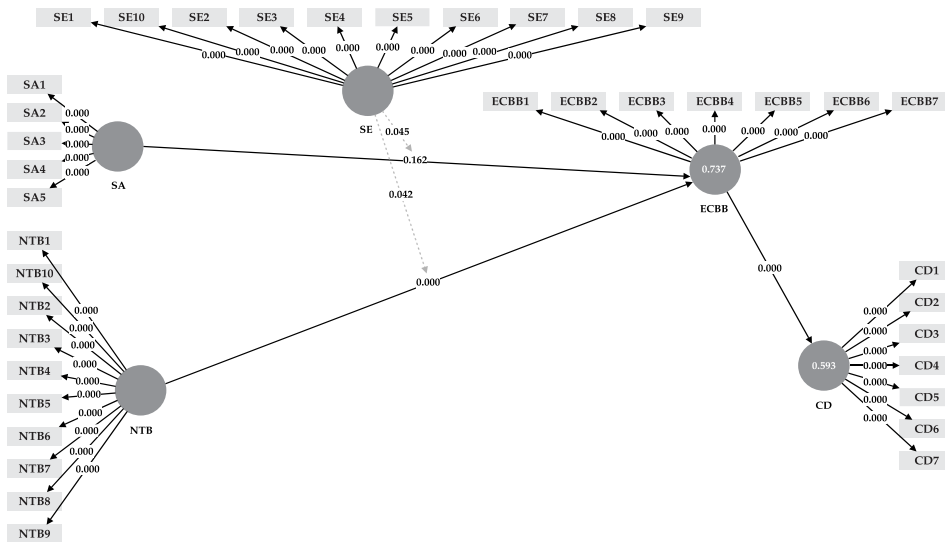 SE1 SE10 SE2 SE3 SE4 SE5 SE6 SE7 SE8 SE9
0.000 0.000 0.000 0.000 0.000 0.000 0.000 0.000 0.000 0.000
SE
SA1
SA2
SA3
SA4
SA5
0.000
0.000
0.000
0.000
0.000
SA
0.045
0.162
0.042
0.000
ECBB1 ECBB2 ECBB3 ECBB4 ECBB5 ECBB6 ECBB7
0.000 0.000 0.000 0.000 0.000 0.000 0.000
0.737
ECBB
0.000
NTB1
NTB10
NTB2
NTB3
NTB4
NTB5
NTB6
NTB7
NTB8
NTB9
0.000
0.000
0.000
0.000
0.000
0.000
0.000
0.000
0.000
0.000
NTB
0.593
CD
0.000
0.000
0.000
0.000
0.000
0.000
0.000
CD1
CD2
CD3
CD4
CD5
CD6
CD7